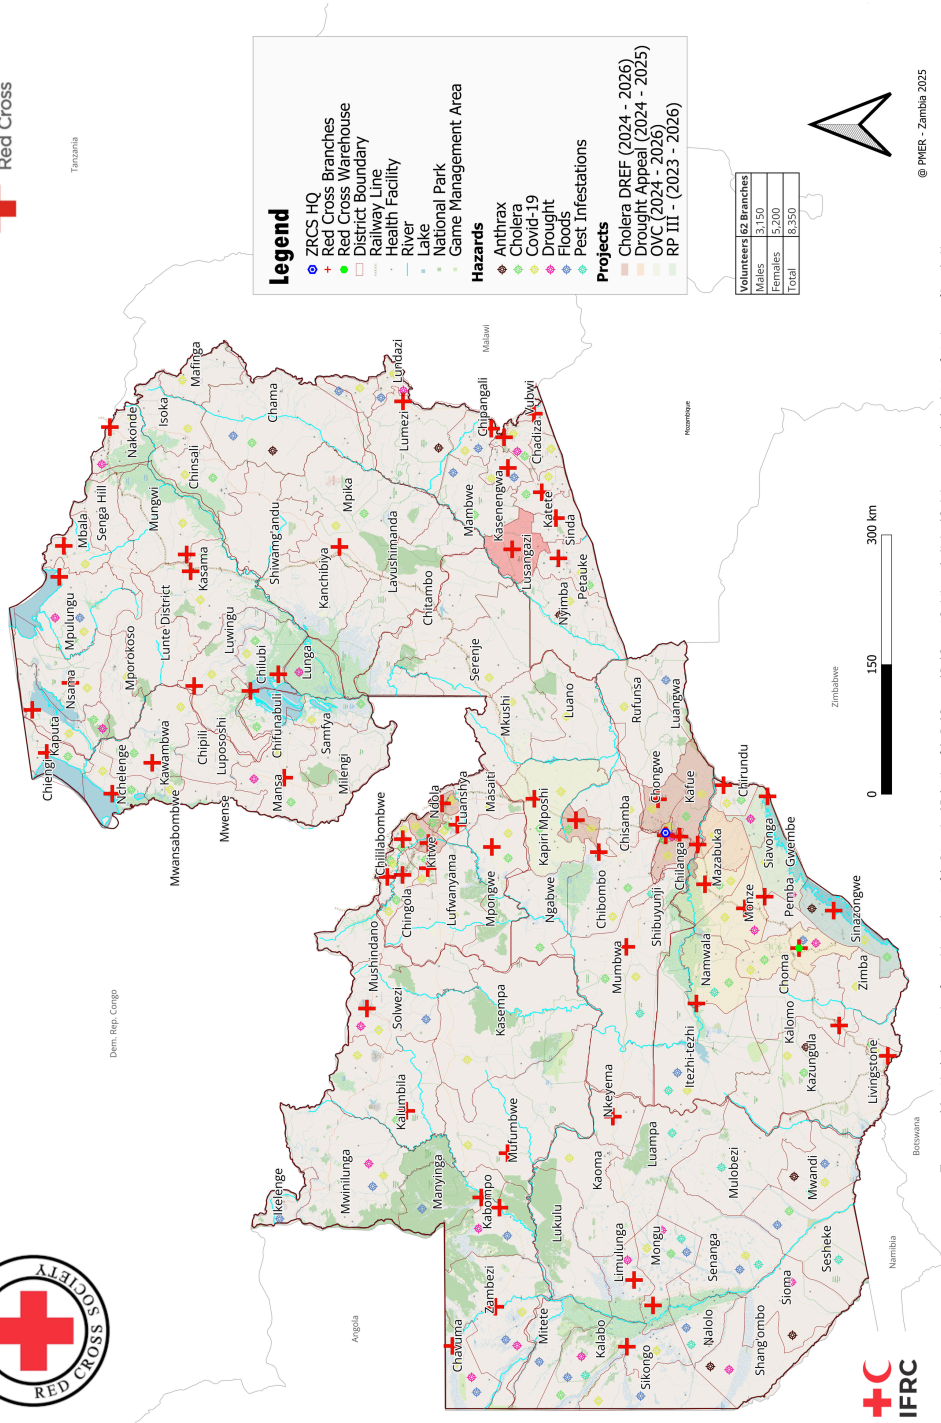 Red Cross
RED CROSS SOCIETY
IFRC
Tanzania
Malawi
Mozambique
Zimbabwe
Botswana
Namibia
Angola
Dem. Rep. Congo
Legend
ZRCS HQ
Red Cross Branches
Red Cross Warehouse
District Boundary
Railway Line
Health Facility
River
Lake
National Park
Game Management Area
Hazards
Anthrax
Cholera
Covid-19
Drought
Floods
Pest Infestations
Projects
Cholera DREF (2024 - 2026)
Drought Appeal (2024 - 2025)
OVC (2024 - 2026)
RP III - (2023 - 2026)
Volunteers 62 Branches
Males 3,150
Females 5,200
Total 8,350
@ PMER - Zambia 2025
0 150 300 km
Chiengi
Kaputa
Nsama
Mpulungu
Mbala
Senga Hill
Nakonde
Isoka
Mafinga
Nchelenge
Mporokoso
Lunte District
Mungwi
Kasama
Chinsali
Chama
Kawambwa
Mwansabombwe
Chipili
Mwense
Lupososhi
Luwingu
Chilubi
Shiwamg'andu
Chifunabuli
Lunga
Kanchibiya
Mpika
Mansa
Samfya
Milengi
Lavushimanda
Chitambo
Lundazi
Lumezi
Chipangali
Mambwe
Kasenengwa
Chadiza
Vubwi
Katete
Sinda
Lusangazi
Petauke
Nyimba
Serenje
Mkushi
Luano
Rufunsa
Luangwa
Chililabombwe
Chingola
Kitwe
Ndola
Luanshya
Masaiti
Lufwanyama
Mpongwe
Kapiri Mposhi
Ngabwe
Chibombo
Chisamba
Chongwe
Kafue
Chirundu
Chilanga
Shibuyunji
Mumbwa
Mazabuka
Siavonga
Gwembe
Monze
Pemba
Namwala
Choma
Sinazongwe
Zimba
Kalomo
Kazungula
Livingstone
Itezhi-tezhi
Mushindano
Solwezi
Kasempa
Kalumbila
Mufumbwe
Mwinilunga
Ikelenge
Manyinga
Kabompo
Zambezi
Chavuma
Mitete
Lukulu
Kaoma
Nkeyema
Luampa
Mulobezi
Mwandi
Limulunga
Mongu
Kalabo
Sikongo
Nalolo
Senanga
Shang'ombo
Sioma
Sesheke